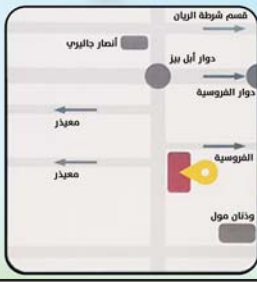 قسم شرطة الريان
أنصار جاليري
دوار أبل بيز
دوار الفروسية
معيذر
الفروسية
معيذر
وذنان مول